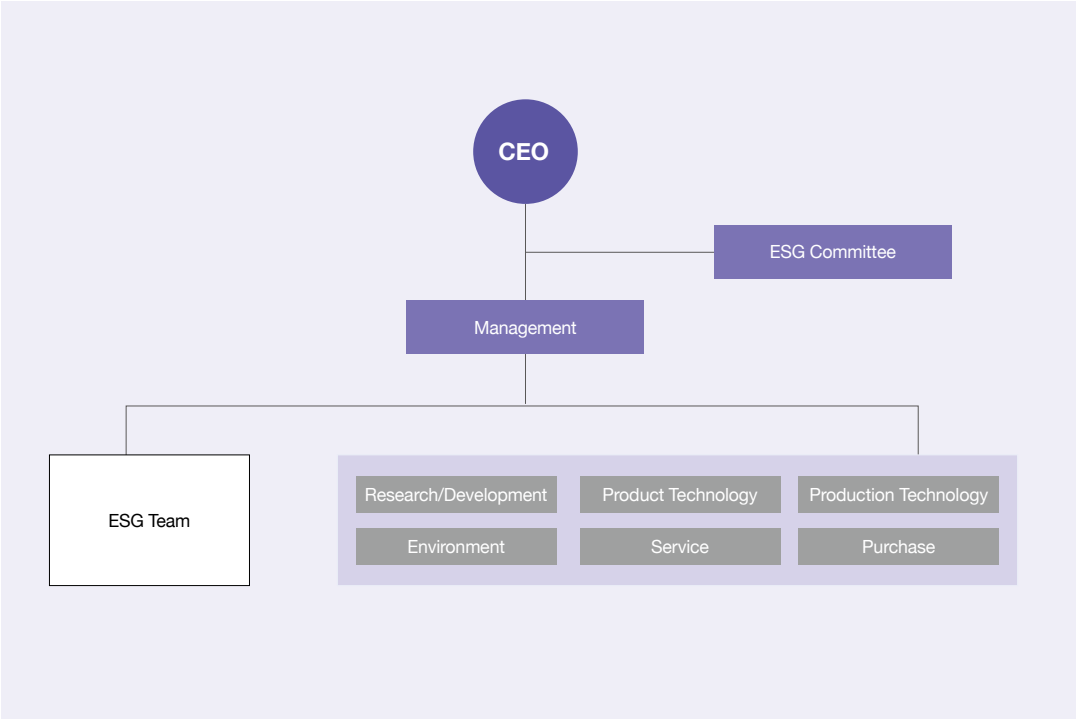 CEO
ESG Committee
Management
ESG Team
Research/Development
Product Technology
Production Technology
Environment
Service
Purchase